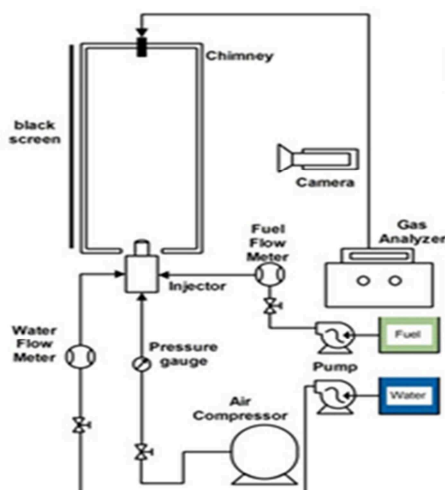 Chimney
black
screen
Camera
Fuel
Flow
Meter
Gas
Analyzer
Injector
Water
Flow
Meter
Pressure
gauge
Fuel
Pump
Air
Compressor
Water